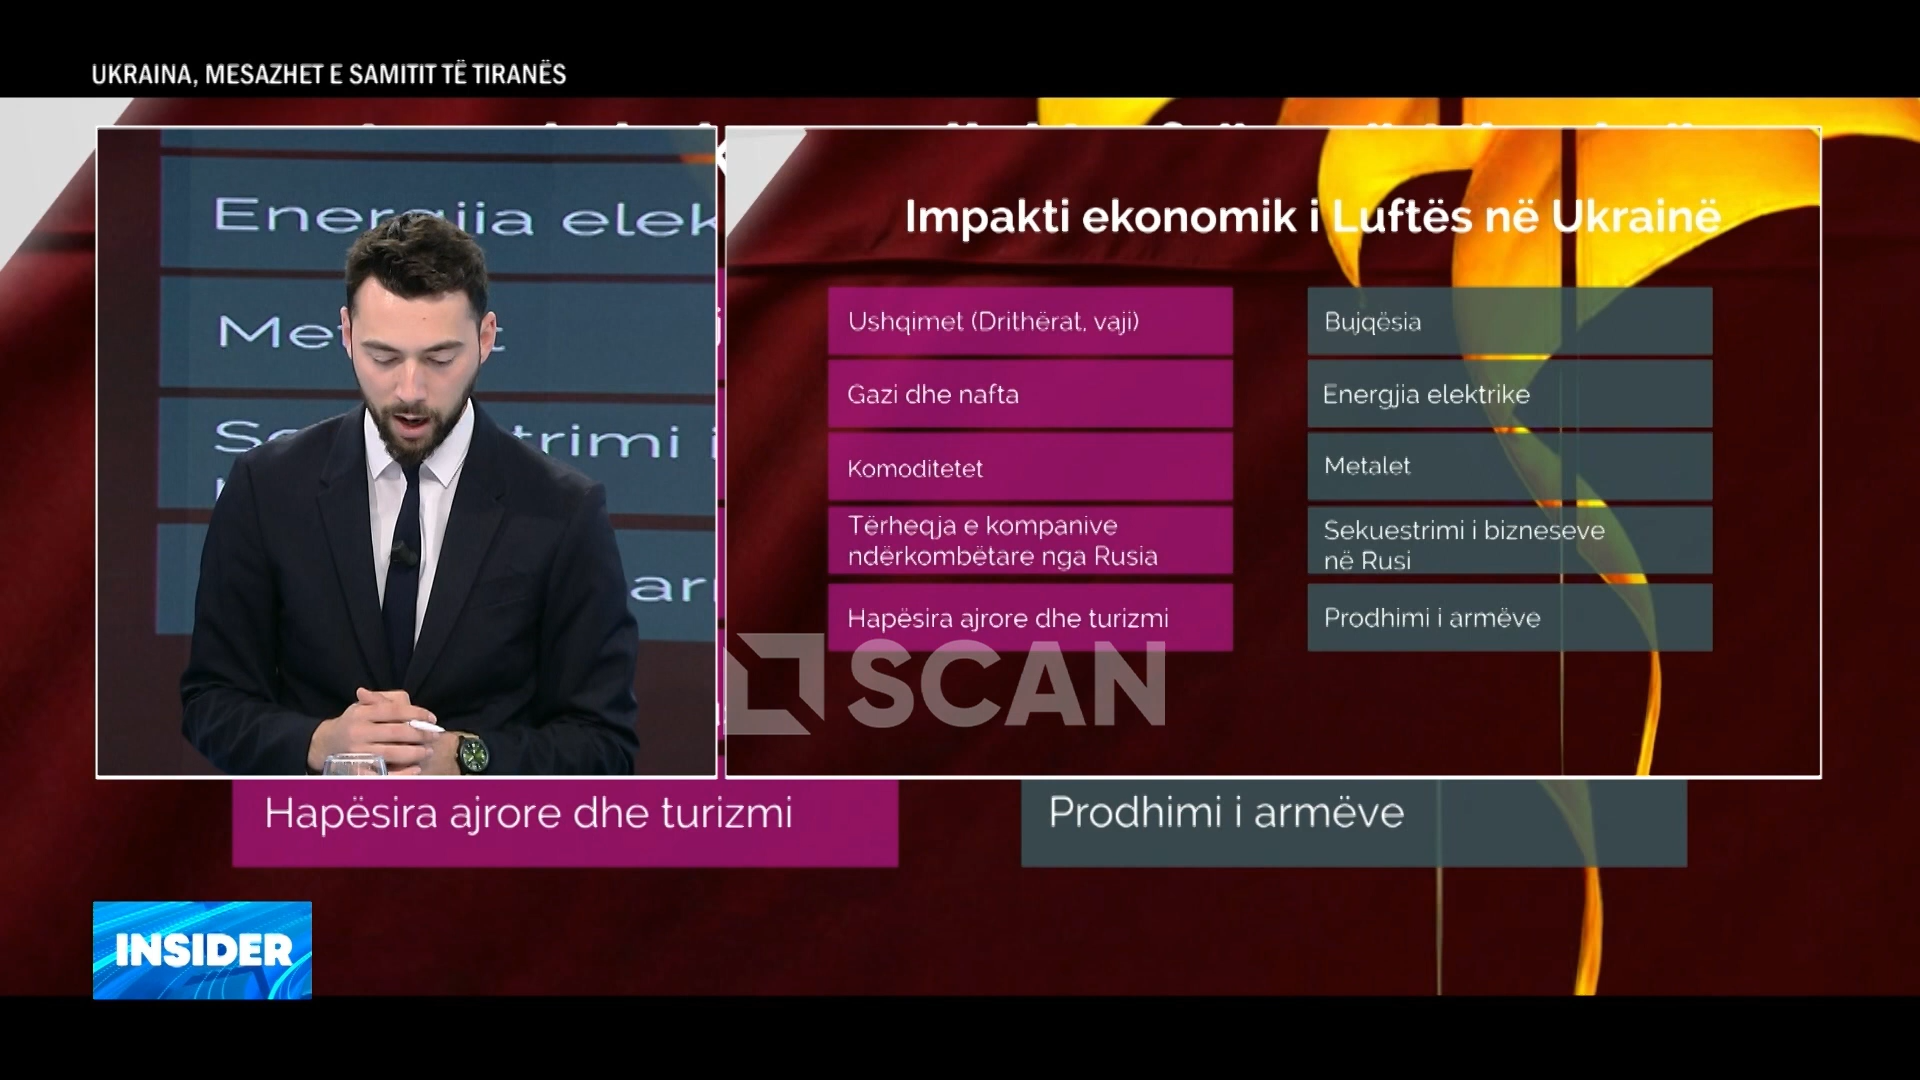 UKRAINA, MESAZHET E SAMITIT TË TIRANËS
Impakti ekonomik i Luftës në Ukrainë
Ushqimet (Drithërat, vaji)
Bujqësia
Gazi dhe nafta
Energjia elektrike
Komoditetet
Metalet
Tërheqja e kompanive
ndërkombëtare nga Rusia
Sekuestrimi i bizneseve
në Rusi
Hapësira ajrore dhe turizmi
Prodhimi i armëve
SCAN
Hapësira ajrore dhe turizmi
Prodhimi i armëve
INSIDER